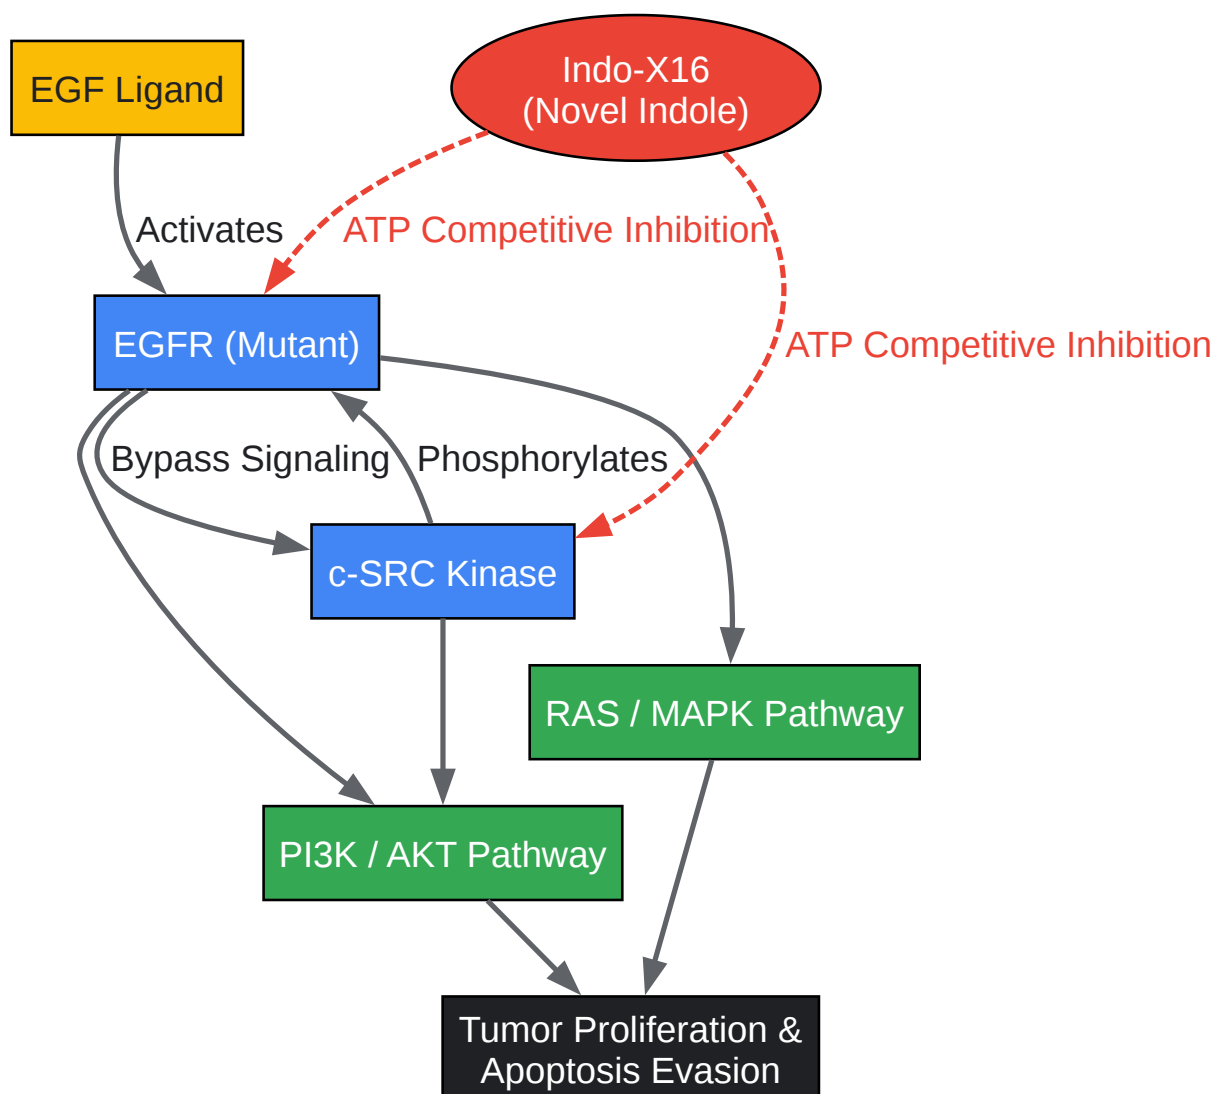 EGF Ligand
Indo-X16
(Novel Indole)
Activates
ATP Competitive Inhibition
EGFR (Mutant)
ATP Competitive Inhibition
Bypass Signaling
Phosphorylates
c-SRC Kinase
RAS / MAPK Pathway
PI3K / AKT Pathway
Tumor Proliferation &
Apoptosis Evasion